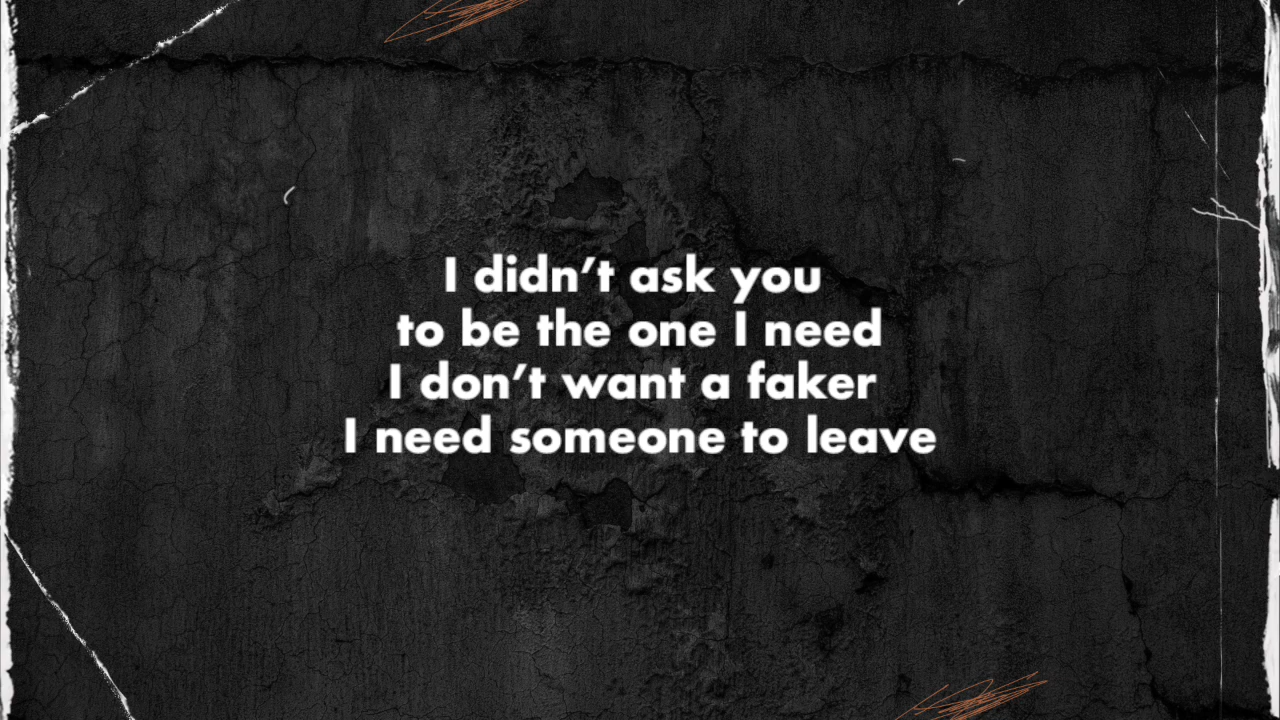 I didn’t ask you
to be the one I need
I don’t want a faker
I need someone to leave